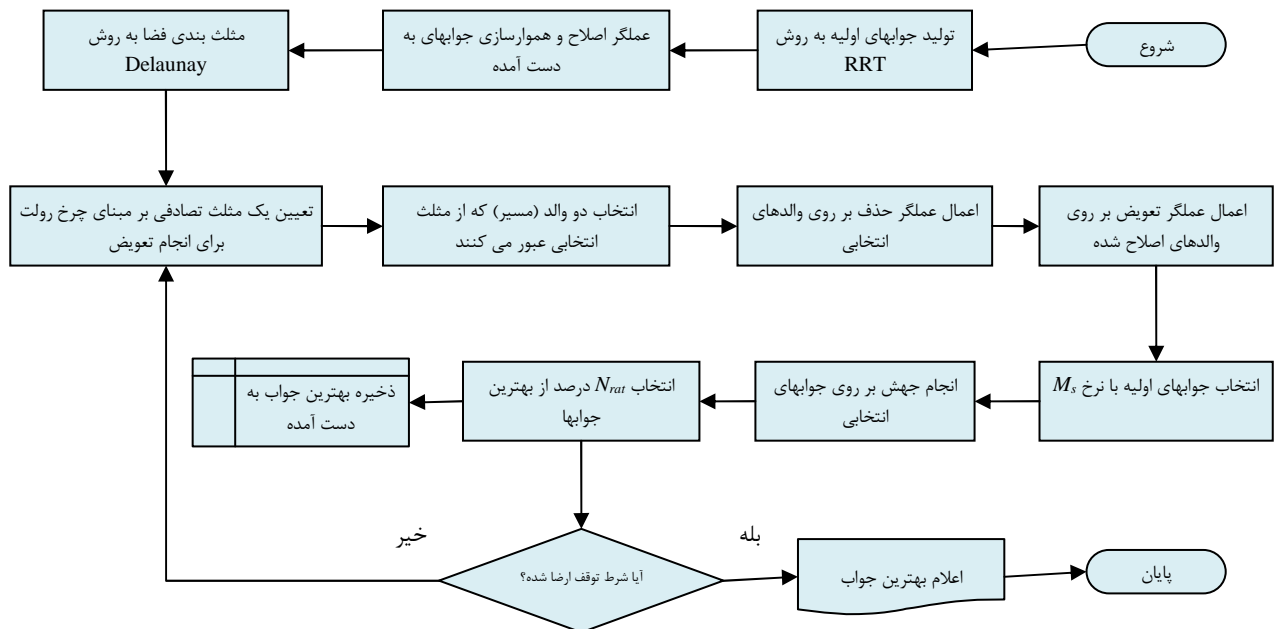 شروع
تولید جوابهای اولیه به روش
RRT
عملگر اصلاح و هموارسازی جوابهای به
دست آمده
مثلث بندی فضا به روش
Delaunay
تعیین یک مثلث تصادفی بر مبنای چرخ رولت
برای انجام تعویض
انتخاب دو والد (مسیر) که از مثلث
انتخابی عبور می کنند
اعمال عملگر حذف بر روی والدهای
انتخابی
اعمال عملگر تعویض بر روی
والدهای اصلاح شده
انتخاب جوابهای اولیه با نرخ Ms
انجام جهش بر روی جوابهای
انتخابی
انتخاب Nrat درصد از بهترین
جوابها
ذخیره بهترین جواب به
دست آمده
آیا شرط توقف ارضا شده؟
خیر
بله
اعلام بهترین جواب
پایان